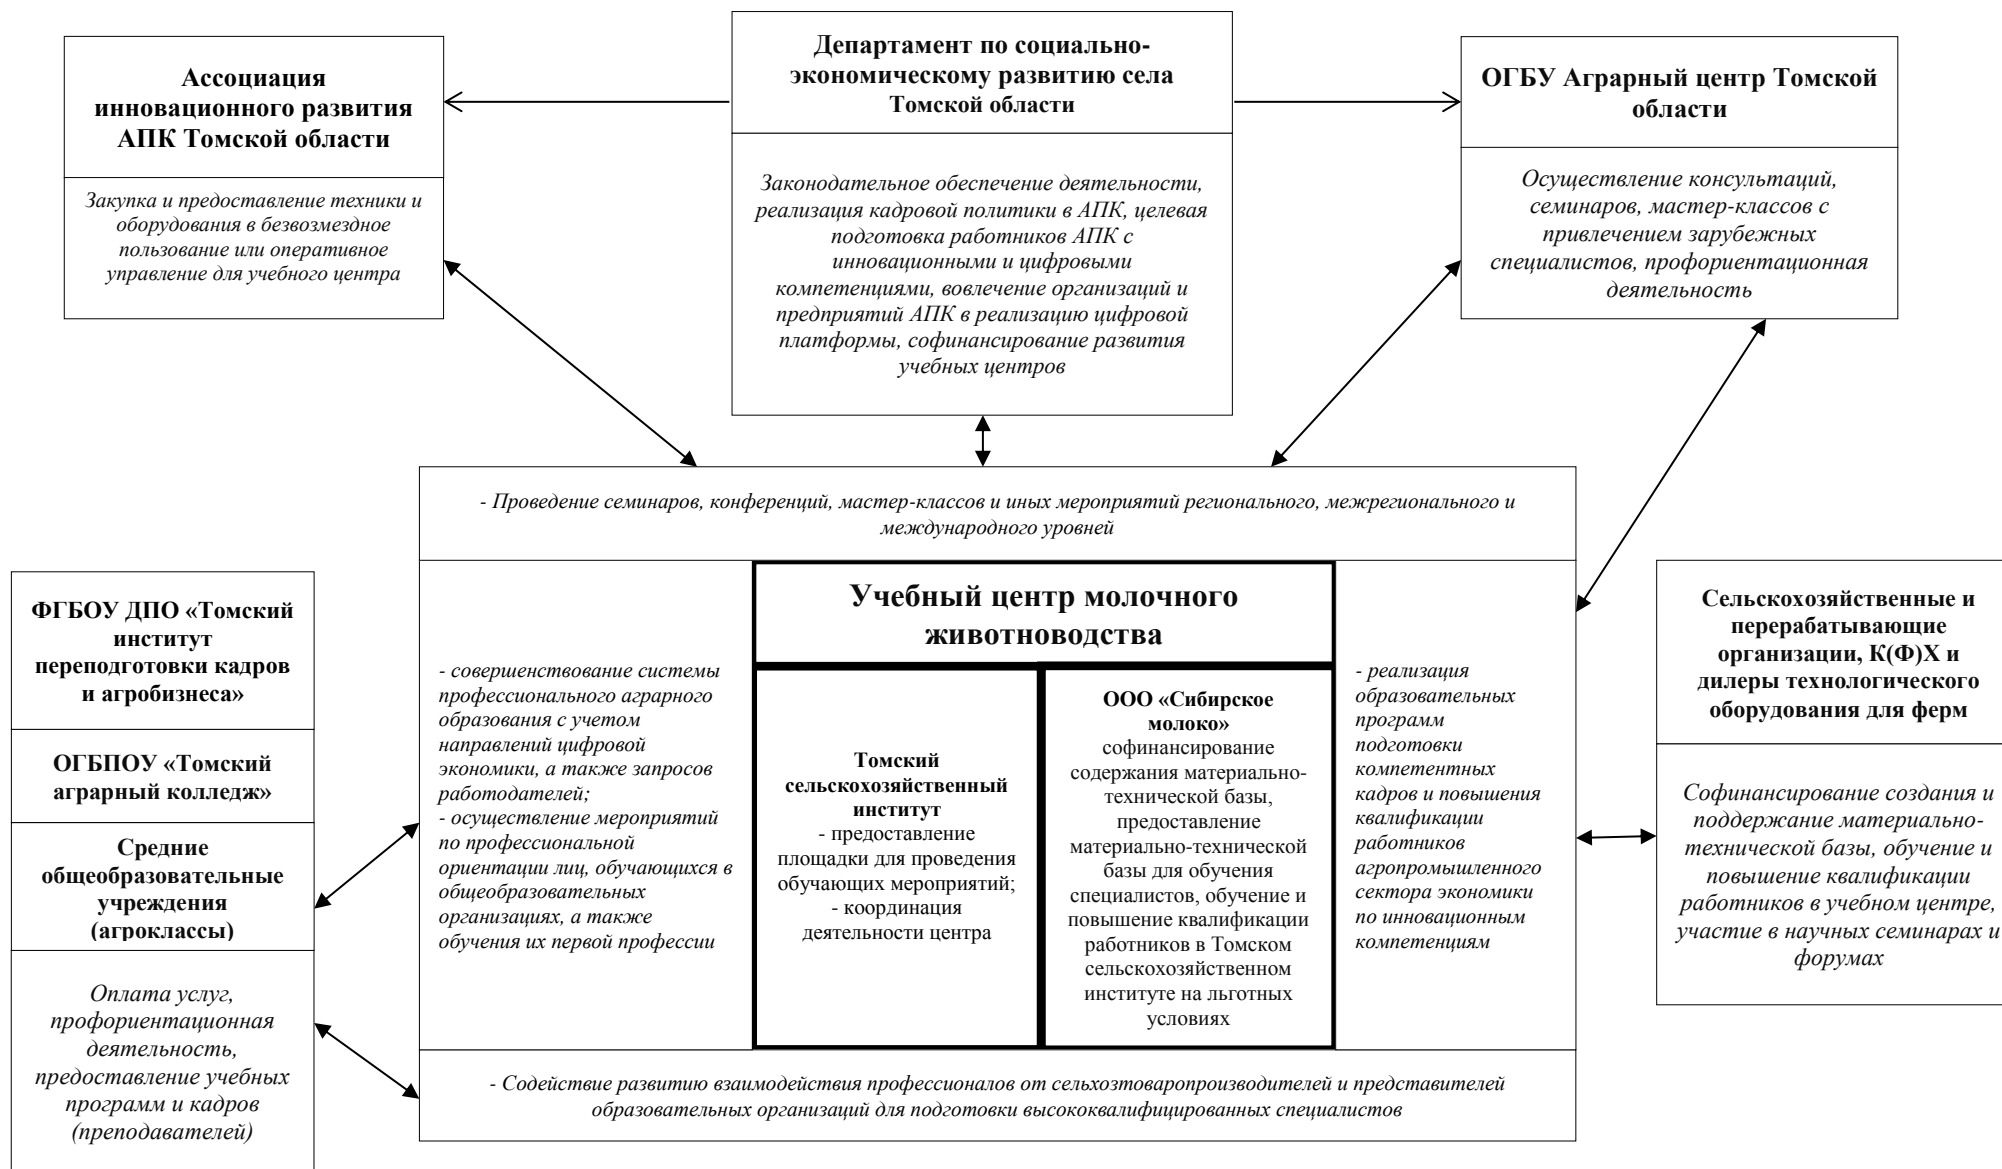 Ассоциация
инновационного развития
АПК Томской области
Закупка и предоставление техники и
оборудования в безвозмездное
пользование или оперативное
управление для учебного центра
Департамент по социально-
экономическому развитию села
Томской области
Законодательное обеспечение деятельности,
реализация кадровой политики в АПК, целевая
подготовка работников АПК с
инновационными и цифровыми
компетенциями, вовлечение организаций и
предприятий АПК в реализацию цифровой
платформы, софинансирование развития
учебных центров
ОГБУ Аграрный центр Томской
области
Осуществление консультаций,
семинаров, мастер-классов с
привлечением зарубежных
специалистов, профориентационная
деятельность
- Проведение семинаров, конференций, мастер-классов и иных мероприятий регионального, межрегионального и
международного уровней
ФГБОУ ДПО «Томский
институт
переподготовки кадров
и агробизнеса»
ОГБПОУ «Томский
аграрный колледж»
Средние
общеобразовательные
учреждения
(агроклассы)
Оплата услуг,
профориентационная
деятельность,
предоставление учебных
программ и кадров
(преподавателей)
- совершенствование системы
профессионального аграрного
образования с учетом
направлений цифровой
экономики, а также запросов
работодателей;
- осуществление мероприятий
по профессиональной
ориентации лиц, обучающихся в
общеобразовательных
организациях, а также
обучения их первой профессии
Учебный центр молочного
животноводства
Томский
сельскохозяйственный
институт
- предоставление
площадки для проведения
обучающих мероприятий;
- координация
деятельности центра
ООО «Сибирское
молоко»
софинансирование
содержания материально-
технической базы,
предоставление
материально-технической
базы для обучения
специалистов, обучение и
повышение квалификации
работников в Томском
сельскохозяйственном
институте на льготных
условиях
- реализация
образовательных
программ
подготовки
компетентных
кадров и повышения
квалификации
работников
агропромышленного
сектора экономики
по инновационным
компетенциям
Сельскохозяйственные и
перерабатывающие
организации, К(Ф)Х и
дилеры технологического
оборудования для ферм
Софинансирование создания и
поддержание материально-
технической базы, обучение и
повышение квалификации
работников в учебном центре,
участие в научных семинарах и
форумах
- Содействие развитию взаимодействия профессионалов от сельхозтоваропроизводителей и представителей
образовательных организаций для подготовки высококвалифицированных специалистов